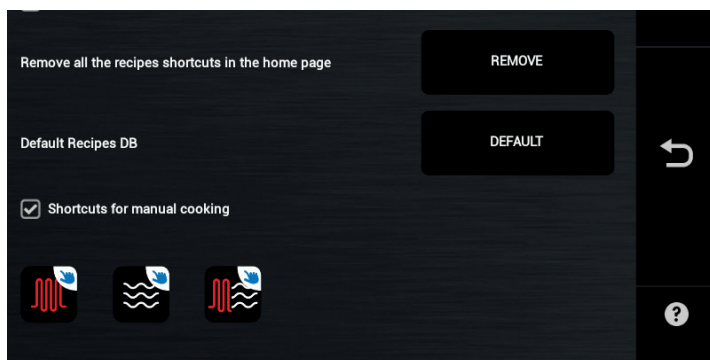 Remove all the recipes shortcuts in the home page
REMOVE
Default Recipes DB
DEFAULT
Shortcuts for manual cooking
?